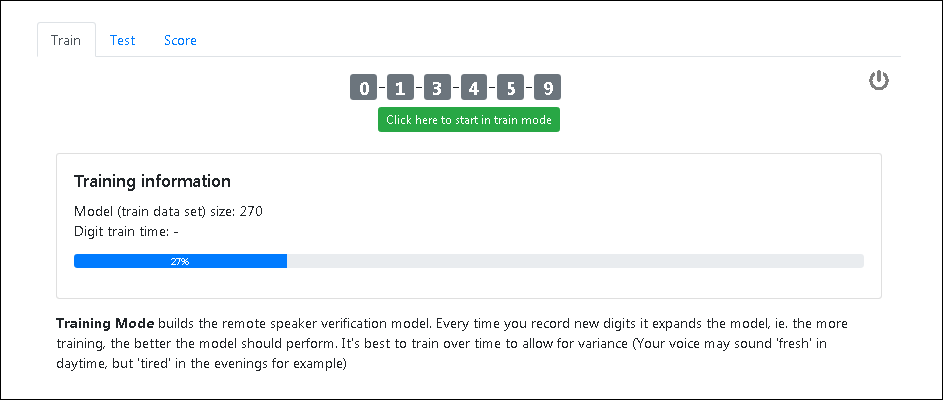 Train Test Score
0-1-3-4-5-9
Click here to start in train mode
Training information
Model (train data set) size: 270
Digit train time: -
27%
Training Mode builds the remote speaker verification model. Every time you record new digits it expands the model, ie. the more
training, the better the model should perform. It's best to train over time to allow for variance (Your voice may sound 'fresh' in
daytime, but 'tired' in the evenings for example)